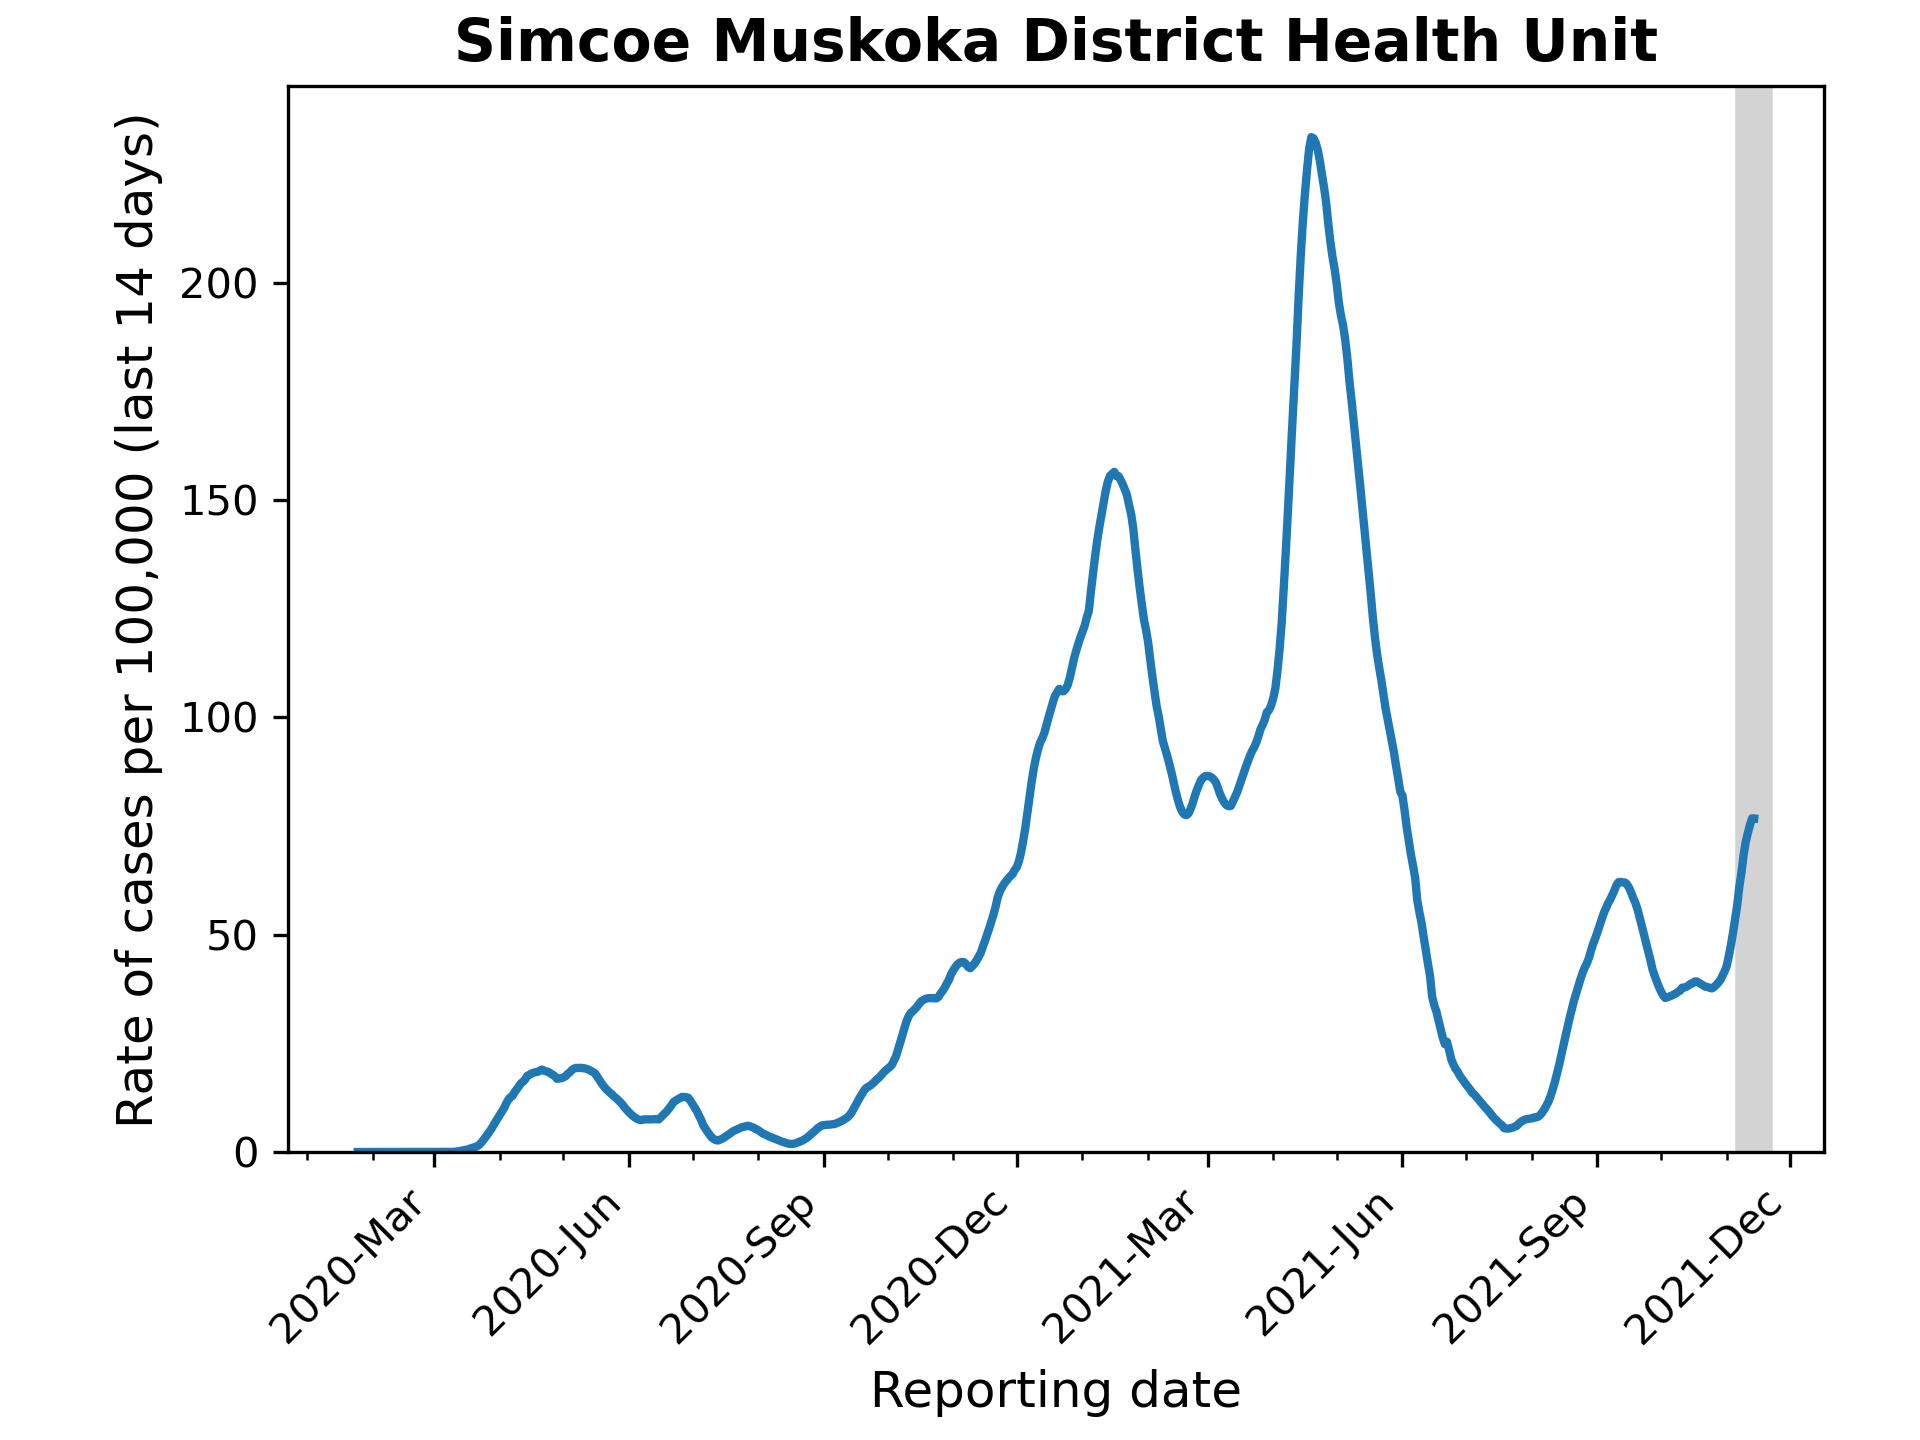 Simcoe Muskoka District Health Unit
Rate of cases per 100,000 (last 14 days)
200
150
100
50
0
2020-Mar
2020-Jun
2020-Sep
2020-Dec
2021-Mar
2021-Jun
2021-Sep
2021-Dec
Reporting date